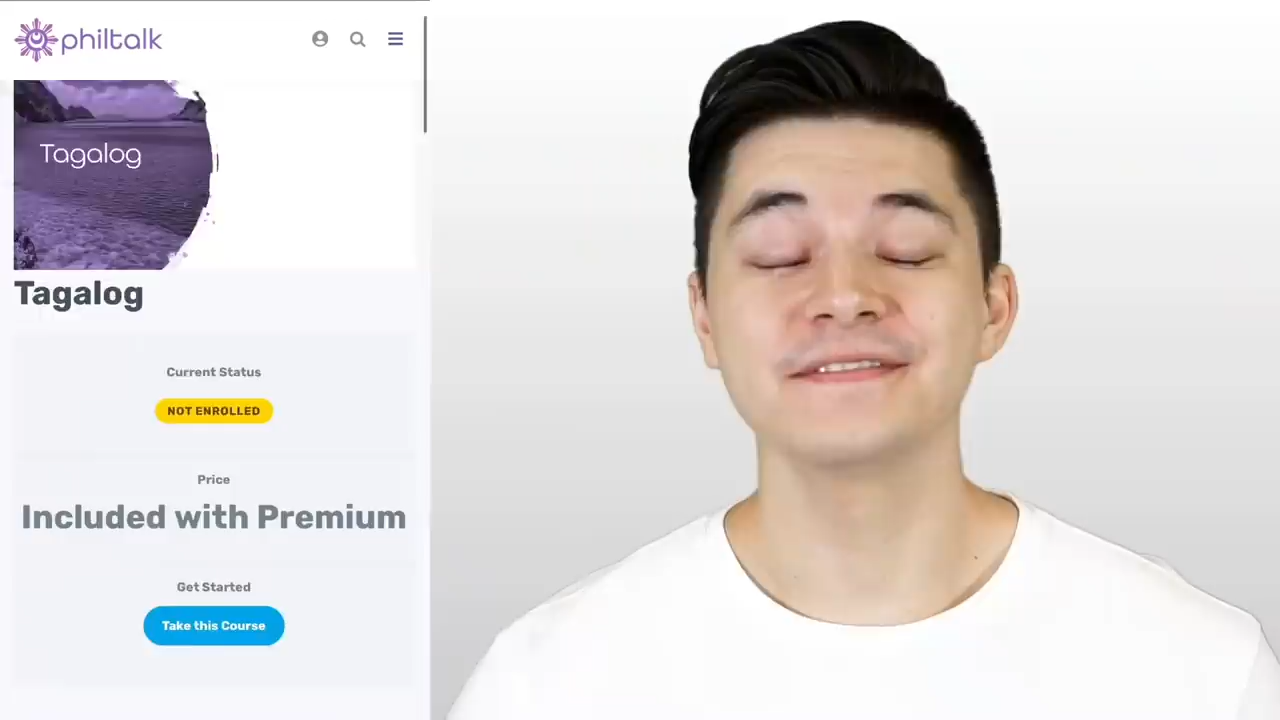 philtalk
Tagalog
Tagalog
Current Status
NOT ENROLLED
Price
Included with Premium
Get Started
Take this Course